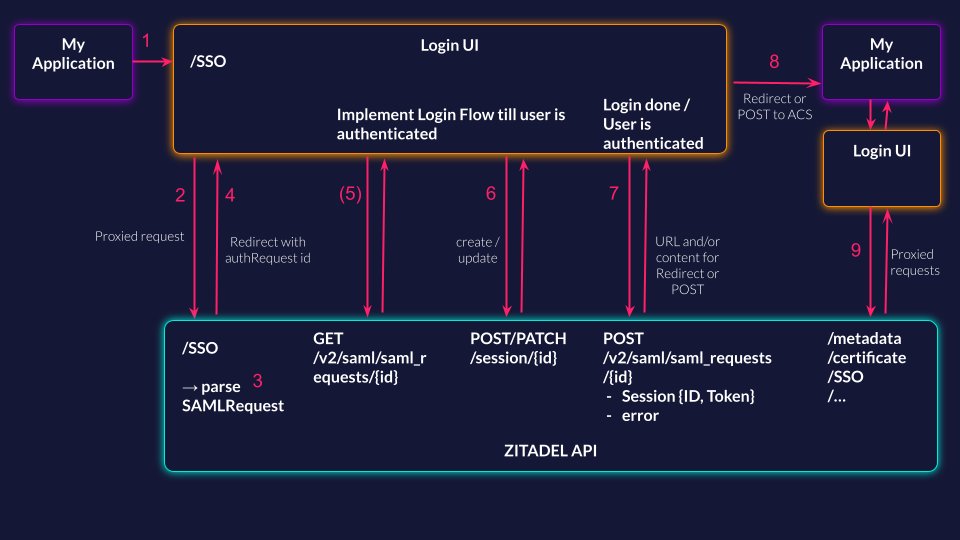 My
Application
1
Login UI
/SSO
Implement Login Flow till user is
authenticated
Login done /
User is
authenticated
8
Redirect or
POST to ACS
My
Application
Login UI
2
Proxied request
4
Redirect with
authRequest id
(5)
6
create /
update
7
URL and/or
content for
Redirect or
POST
9
Proxied
requests
/SSO
→ parse
3
SAMLRequest
GET
/v2/saml/saml_r
equests/{id}
POST/PATCH
/session/{id}
POST
/v2/saml/saml_requests
/{id}
- Session {ID, Token}
- error
/metadata
/certificate
/SSO
/...
ZITADEL API